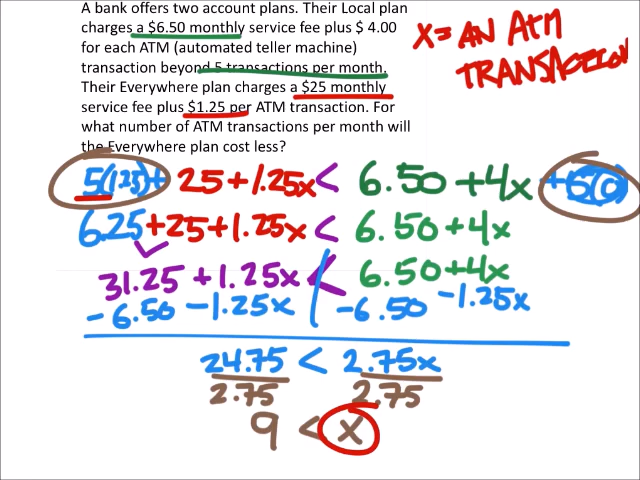 A bank offers two account plans. Their Local plan
charges a $6.50 monthly service fee plus $ 4.00
for each ATM (automated teller machine)
transaction beyond 5 transactions per month.
Their Everywhere plan charges a $25 monthly
service fee plus $1.25 per ATM transaction. For
what number of ATM transactions per month will
the Everywhere plan cost less?
X = AN ATM
TRANSACTION
5(1.25)+ 25 + 1.25x < 6.50 + 4x + 5(0)
6.25 + 25 + 1.25x < 6.50 + 4x
31.25 + 1.25x < 6.50 + 4x
-6.50 - 1.25x -6.50 - 1.25x
24.75 < 2.75x
2.75 2.75
9 < x